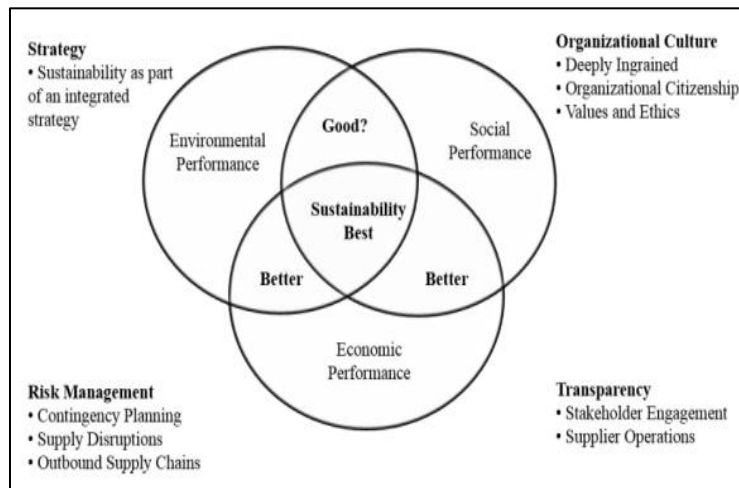 Strategy
• Sustainability as part
of an integrated
strategy
Organizational Culture
• Deeply Ingrained
• Organizational Citizenship
• Values and Ethics
Good?
Environmental
Performance
Social
Performance
Sustainability
Best
Better
Better
Economic
Performance
Risk Management
• Contingency Planning
• Supply Disruptions
• Outbound Supply Chains
Transparency
• Stakeholder Engagement
• Supplier Operations